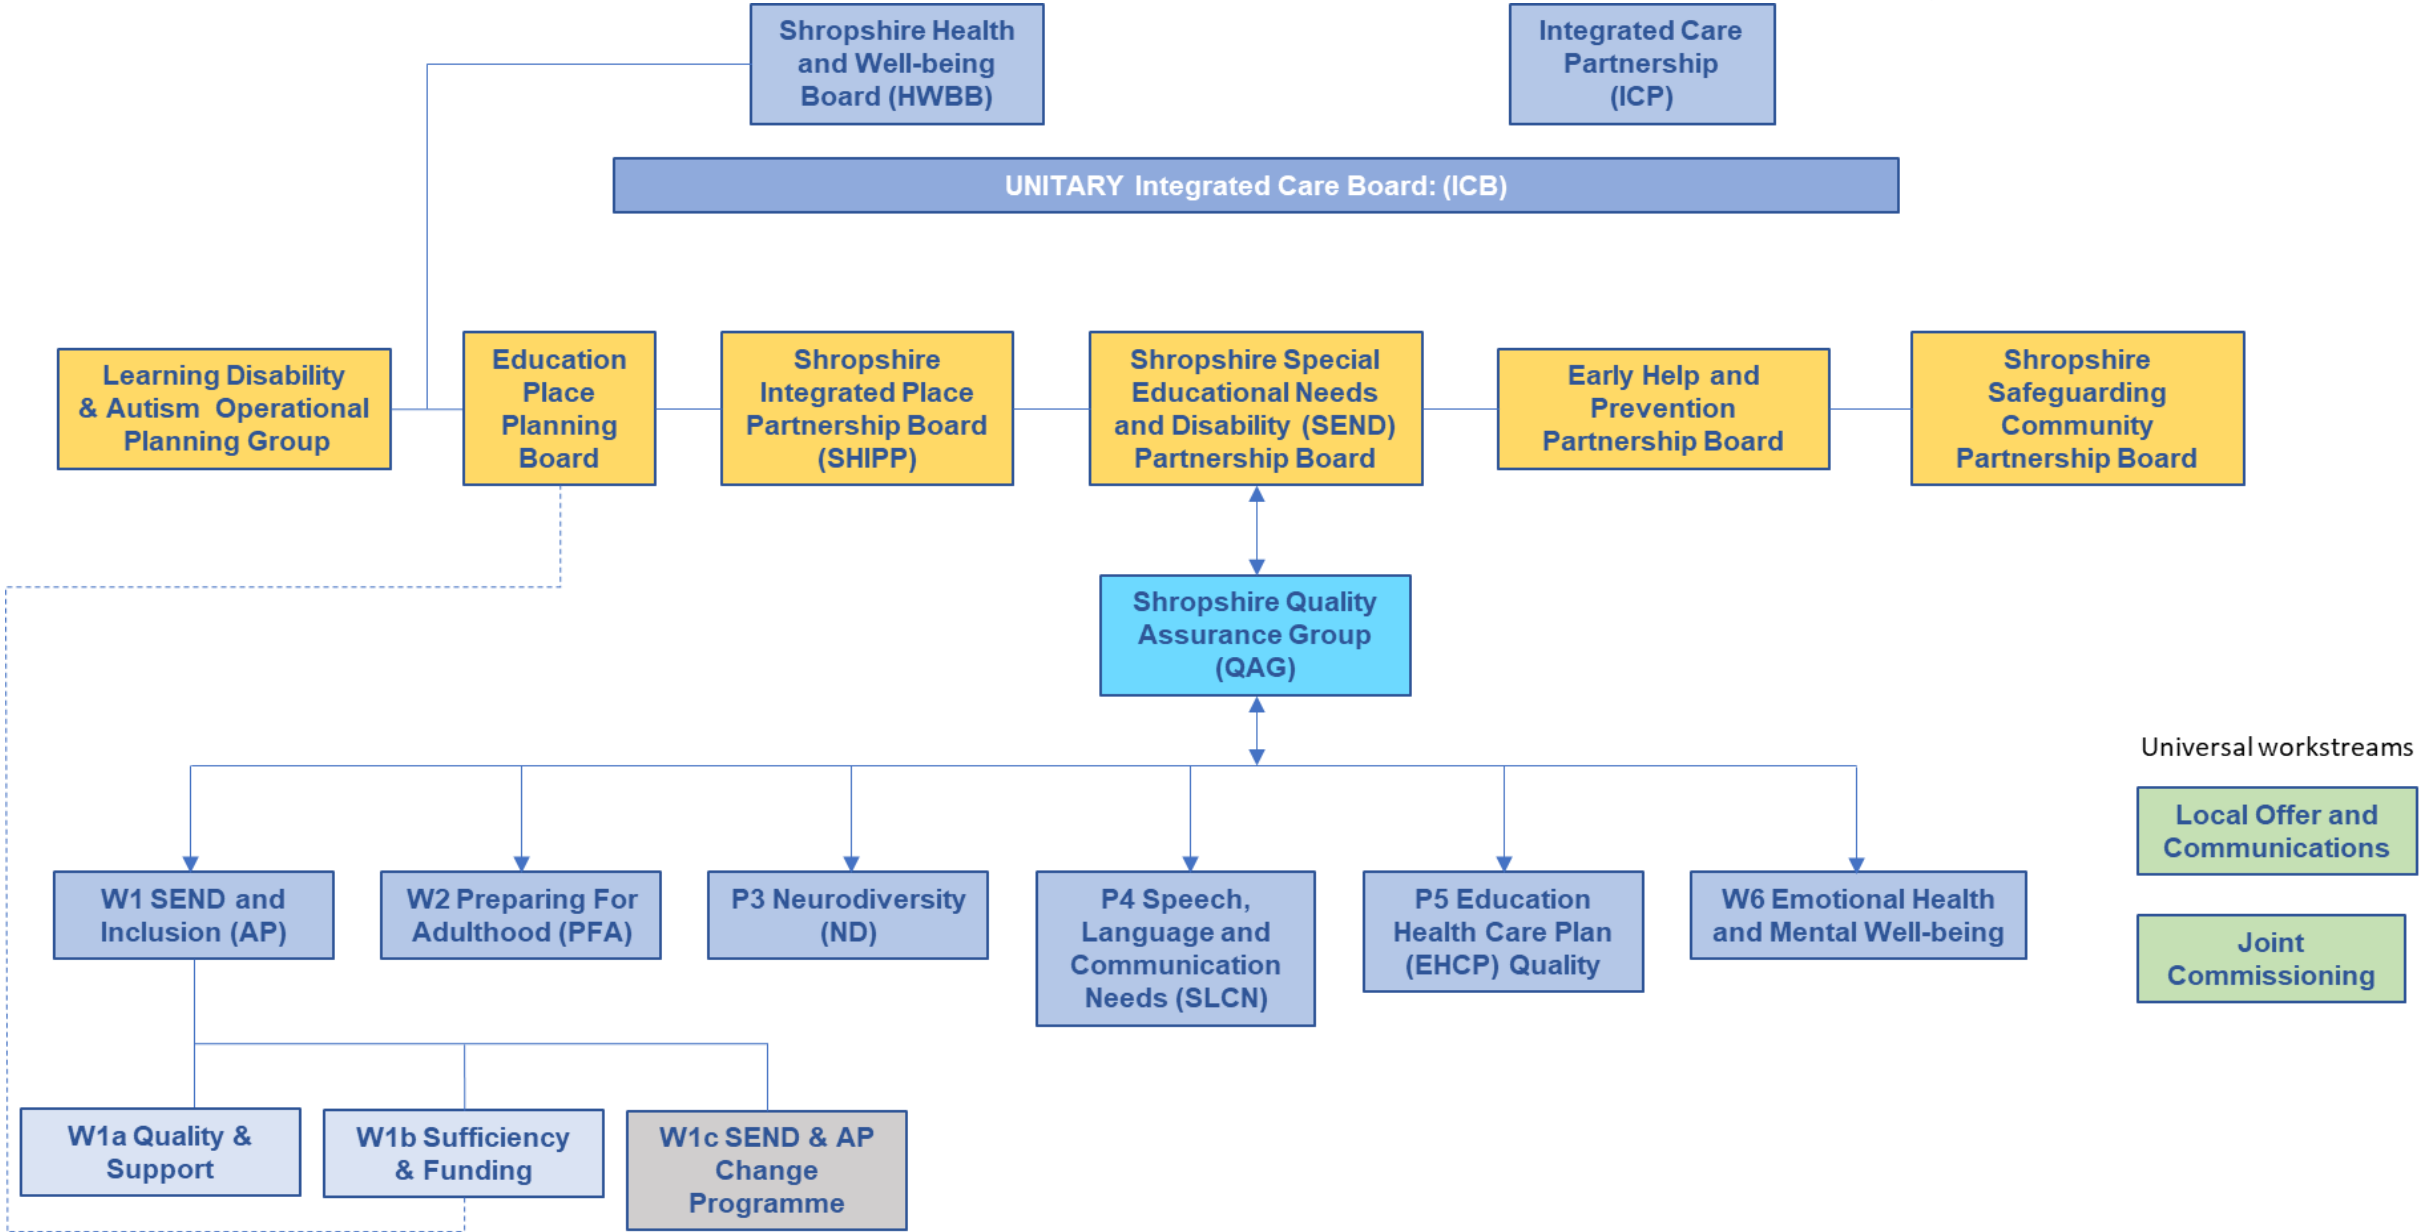 Shropshire Health
and Well-being
Board (HWBB)
Integrated Care
Partnership
(ICP)
UNITARY Integrated Care Board: (ICB)
Learning Disability
& Autism Operational
Planning Group
Education
Place
Planning
Board
Shropshire
Integrated Place
Partnership Board
(SHIPP)
Shropshire Special
Educational Needs
and Disability (SEND)
Partnership Board
Early Help and
Prevention
Partnership Board
Shropshire
Safeguarding
Community
Partnership Board
Shropshire Quality
Assurance Group
(QAG)
Universal workstreams
Local Offer and
Communications
Joint
Commissioning
W1 SEND and
Inclusion (AP)
W2 Preparing For
Adulthood (PFA)
P3 Neurodiversity
(ND)
P4 Speech,
Language and
Communication
Needs (SLCN)
P5 Education
Health Care Plan
(EHCP) Quality
W6 Emotional Health
and Mental Well-being
W1a Quality &
Support
W1b Sufficiency
& Funding
W1c SEND & AP
Change
Programme